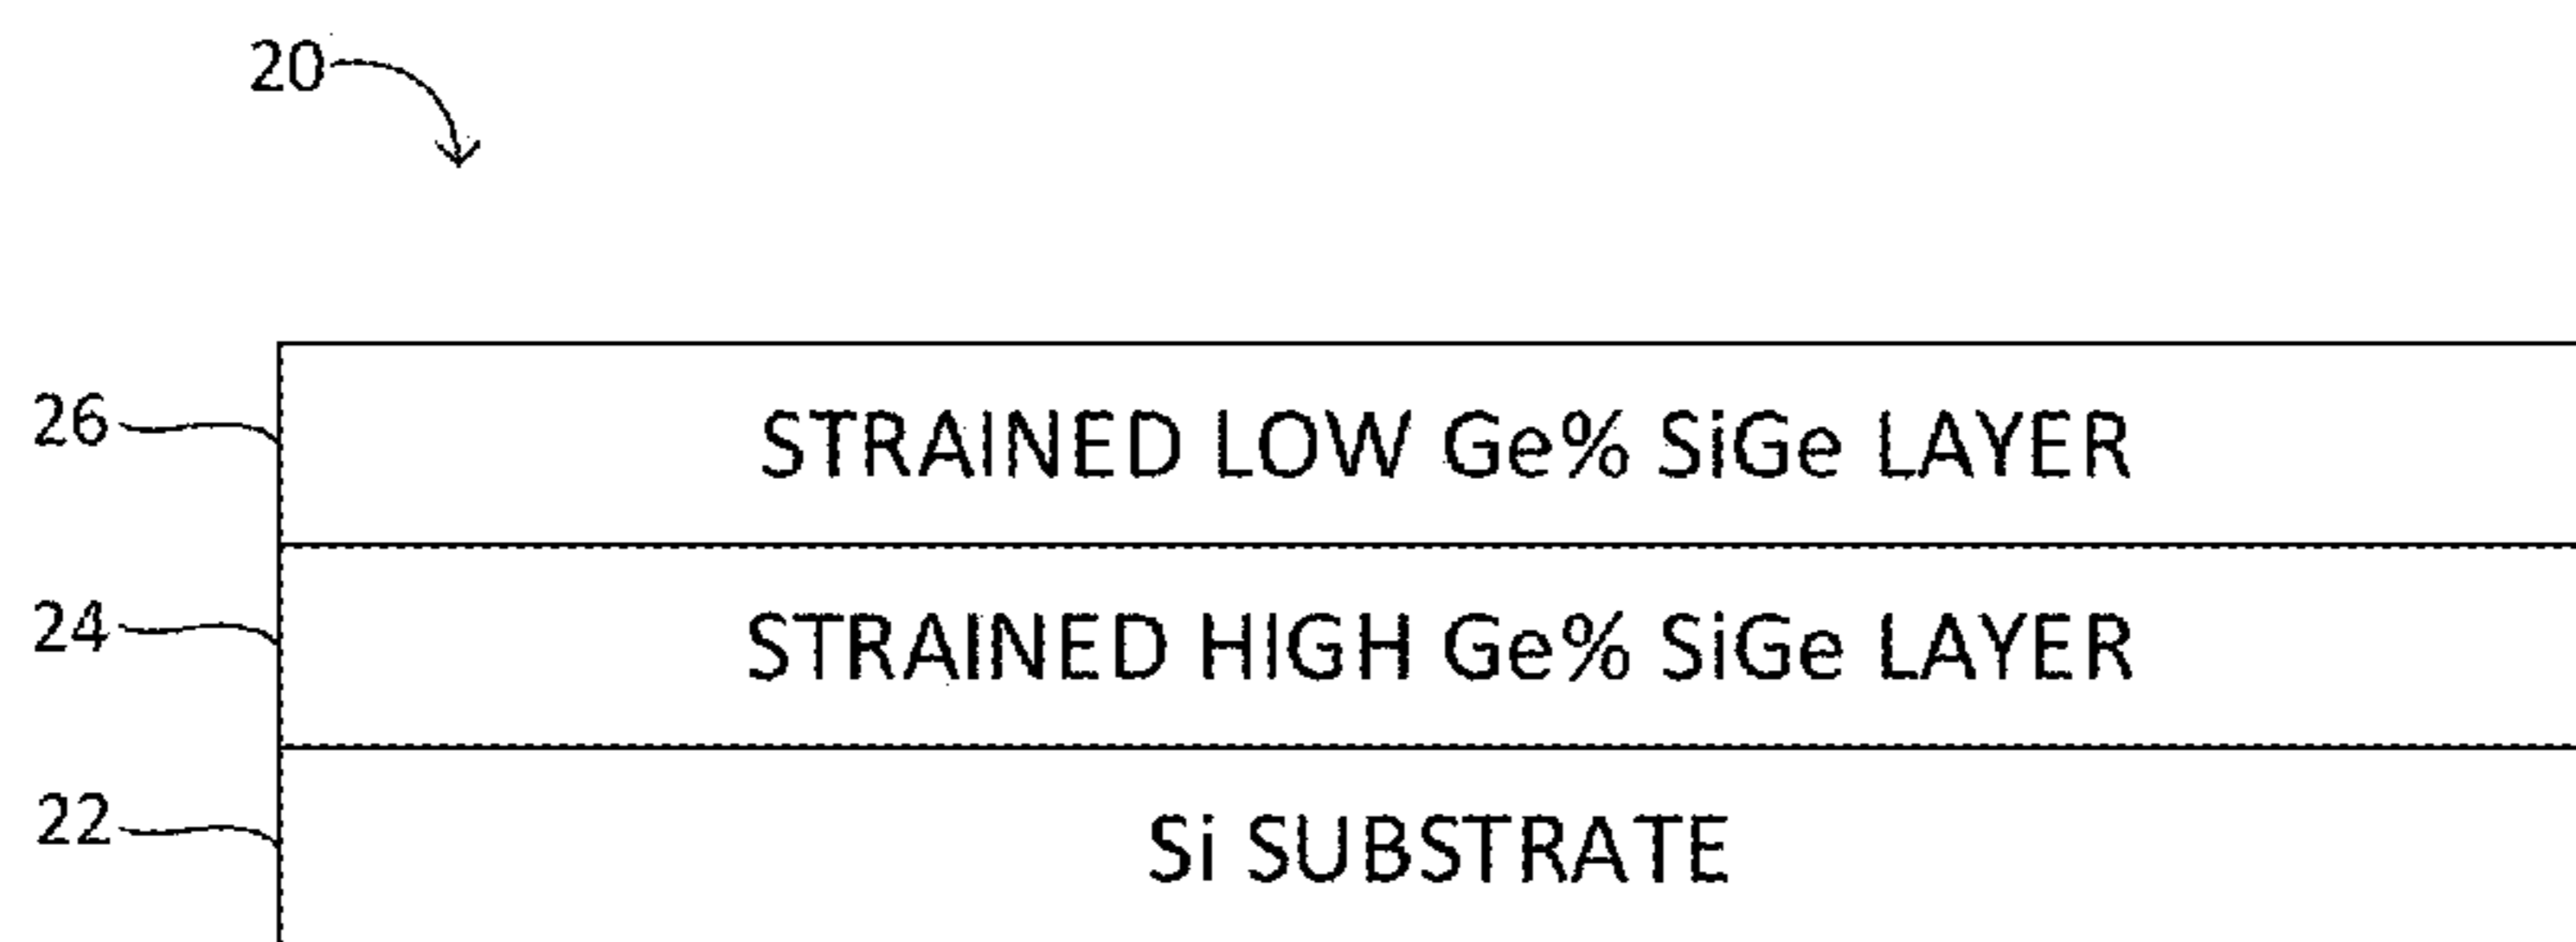 20
26 STRAINED LOW Ge% SiGe LAYER
24 STRAINED HIGH Ge% SiGe LAYER
22 Si SUBSTRATE